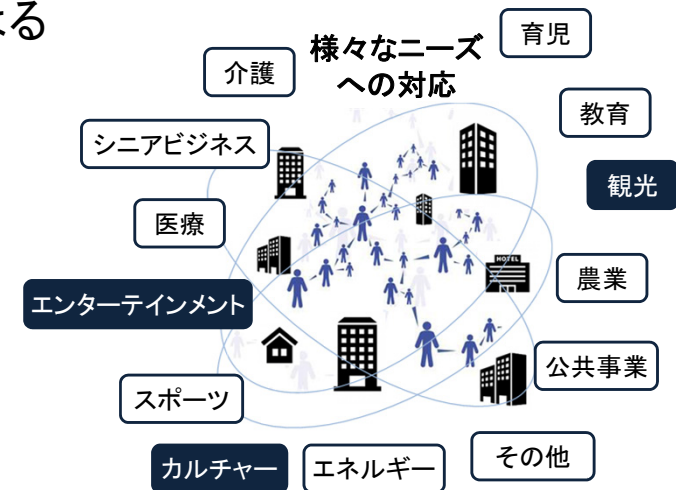 はる
様々なニーズ
への対応
育児
介護
教育
シニアビジネス
観光
医療
HOTEL
農業
エンターテインメント
公共事業
スポーツ
その他
カルチャー
エネルギー